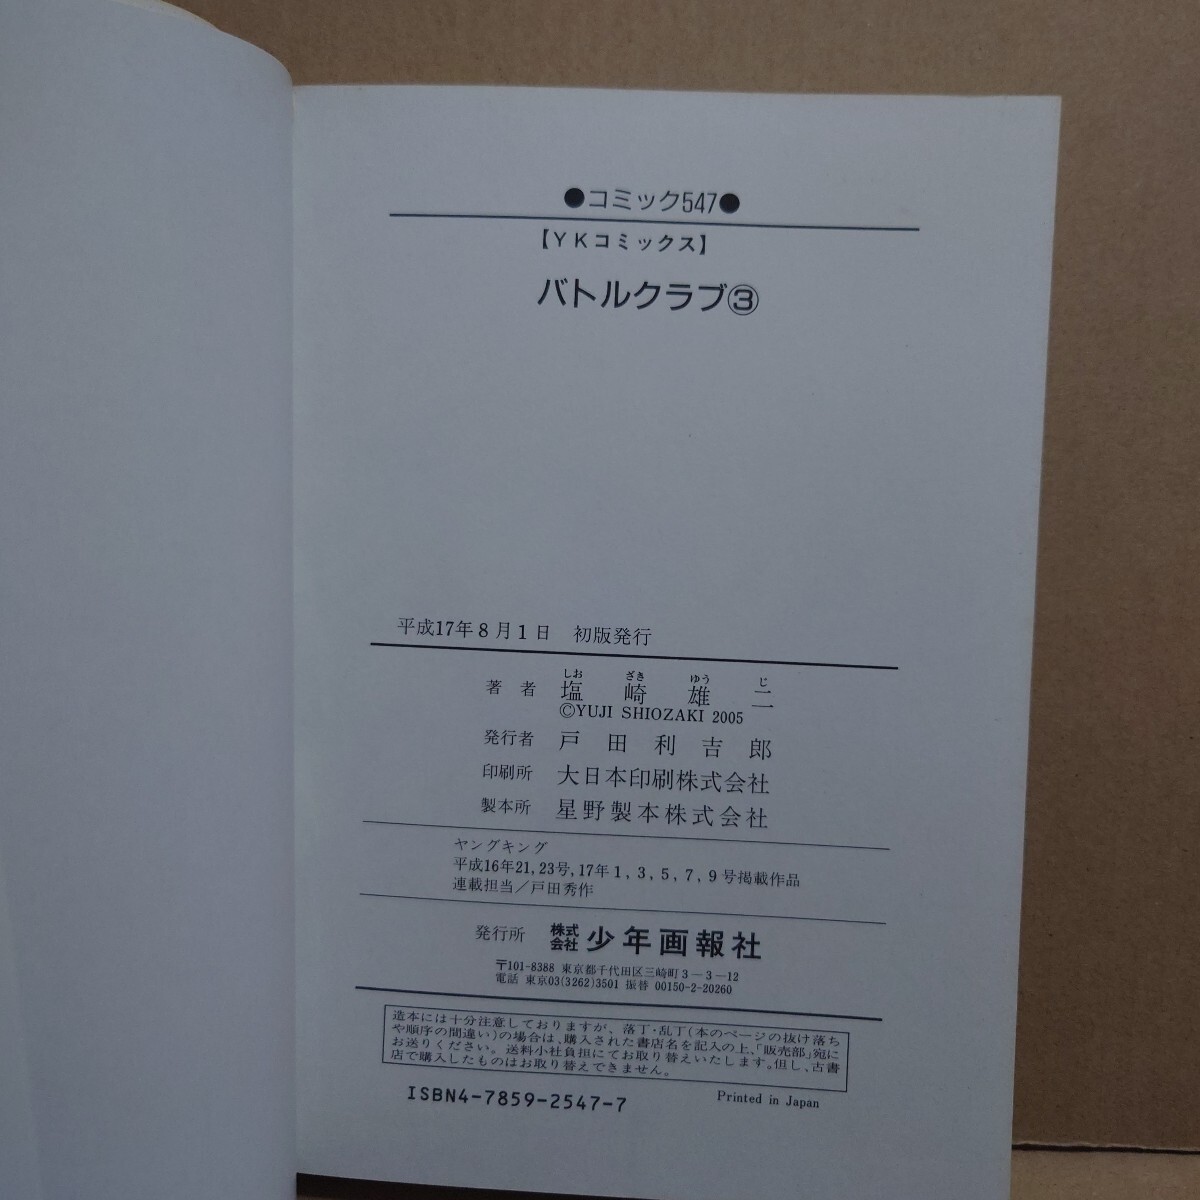 ●コミック547●
【YKコミックス】
バトルクラブ③
平成17年8月1日 初版発行
しお ざき ゆう じ
著者 塩崎雄二
©YUJI SHIOZAKI 2005
発行者 戸田利吉郎
印刷所 大日本印刷株式会社
製本所 星野製本株式会社
ヤングキング
平成16年21,23号,17年1,3,5,7,9号掲載作品
連載担当/戸田秀作
発行所 株式会社 少年画報社
〒101-8388 東京都千代田区三崎町3-3-12
電話 東京03(3262)3501 振替 00150-2-20260
造本には十分注意しておりますが、落丁・乱丁(本のページの抜け落ち
や順序の間違い)の場合は、購入された書店名を記入の上、「販売部」宛に
お送りください。送料小社負担にてお取り替えいたします。但し、古書
店で購入したものはお取り替えできません。
ISBN4-7859-2547-7
Printed in Japan